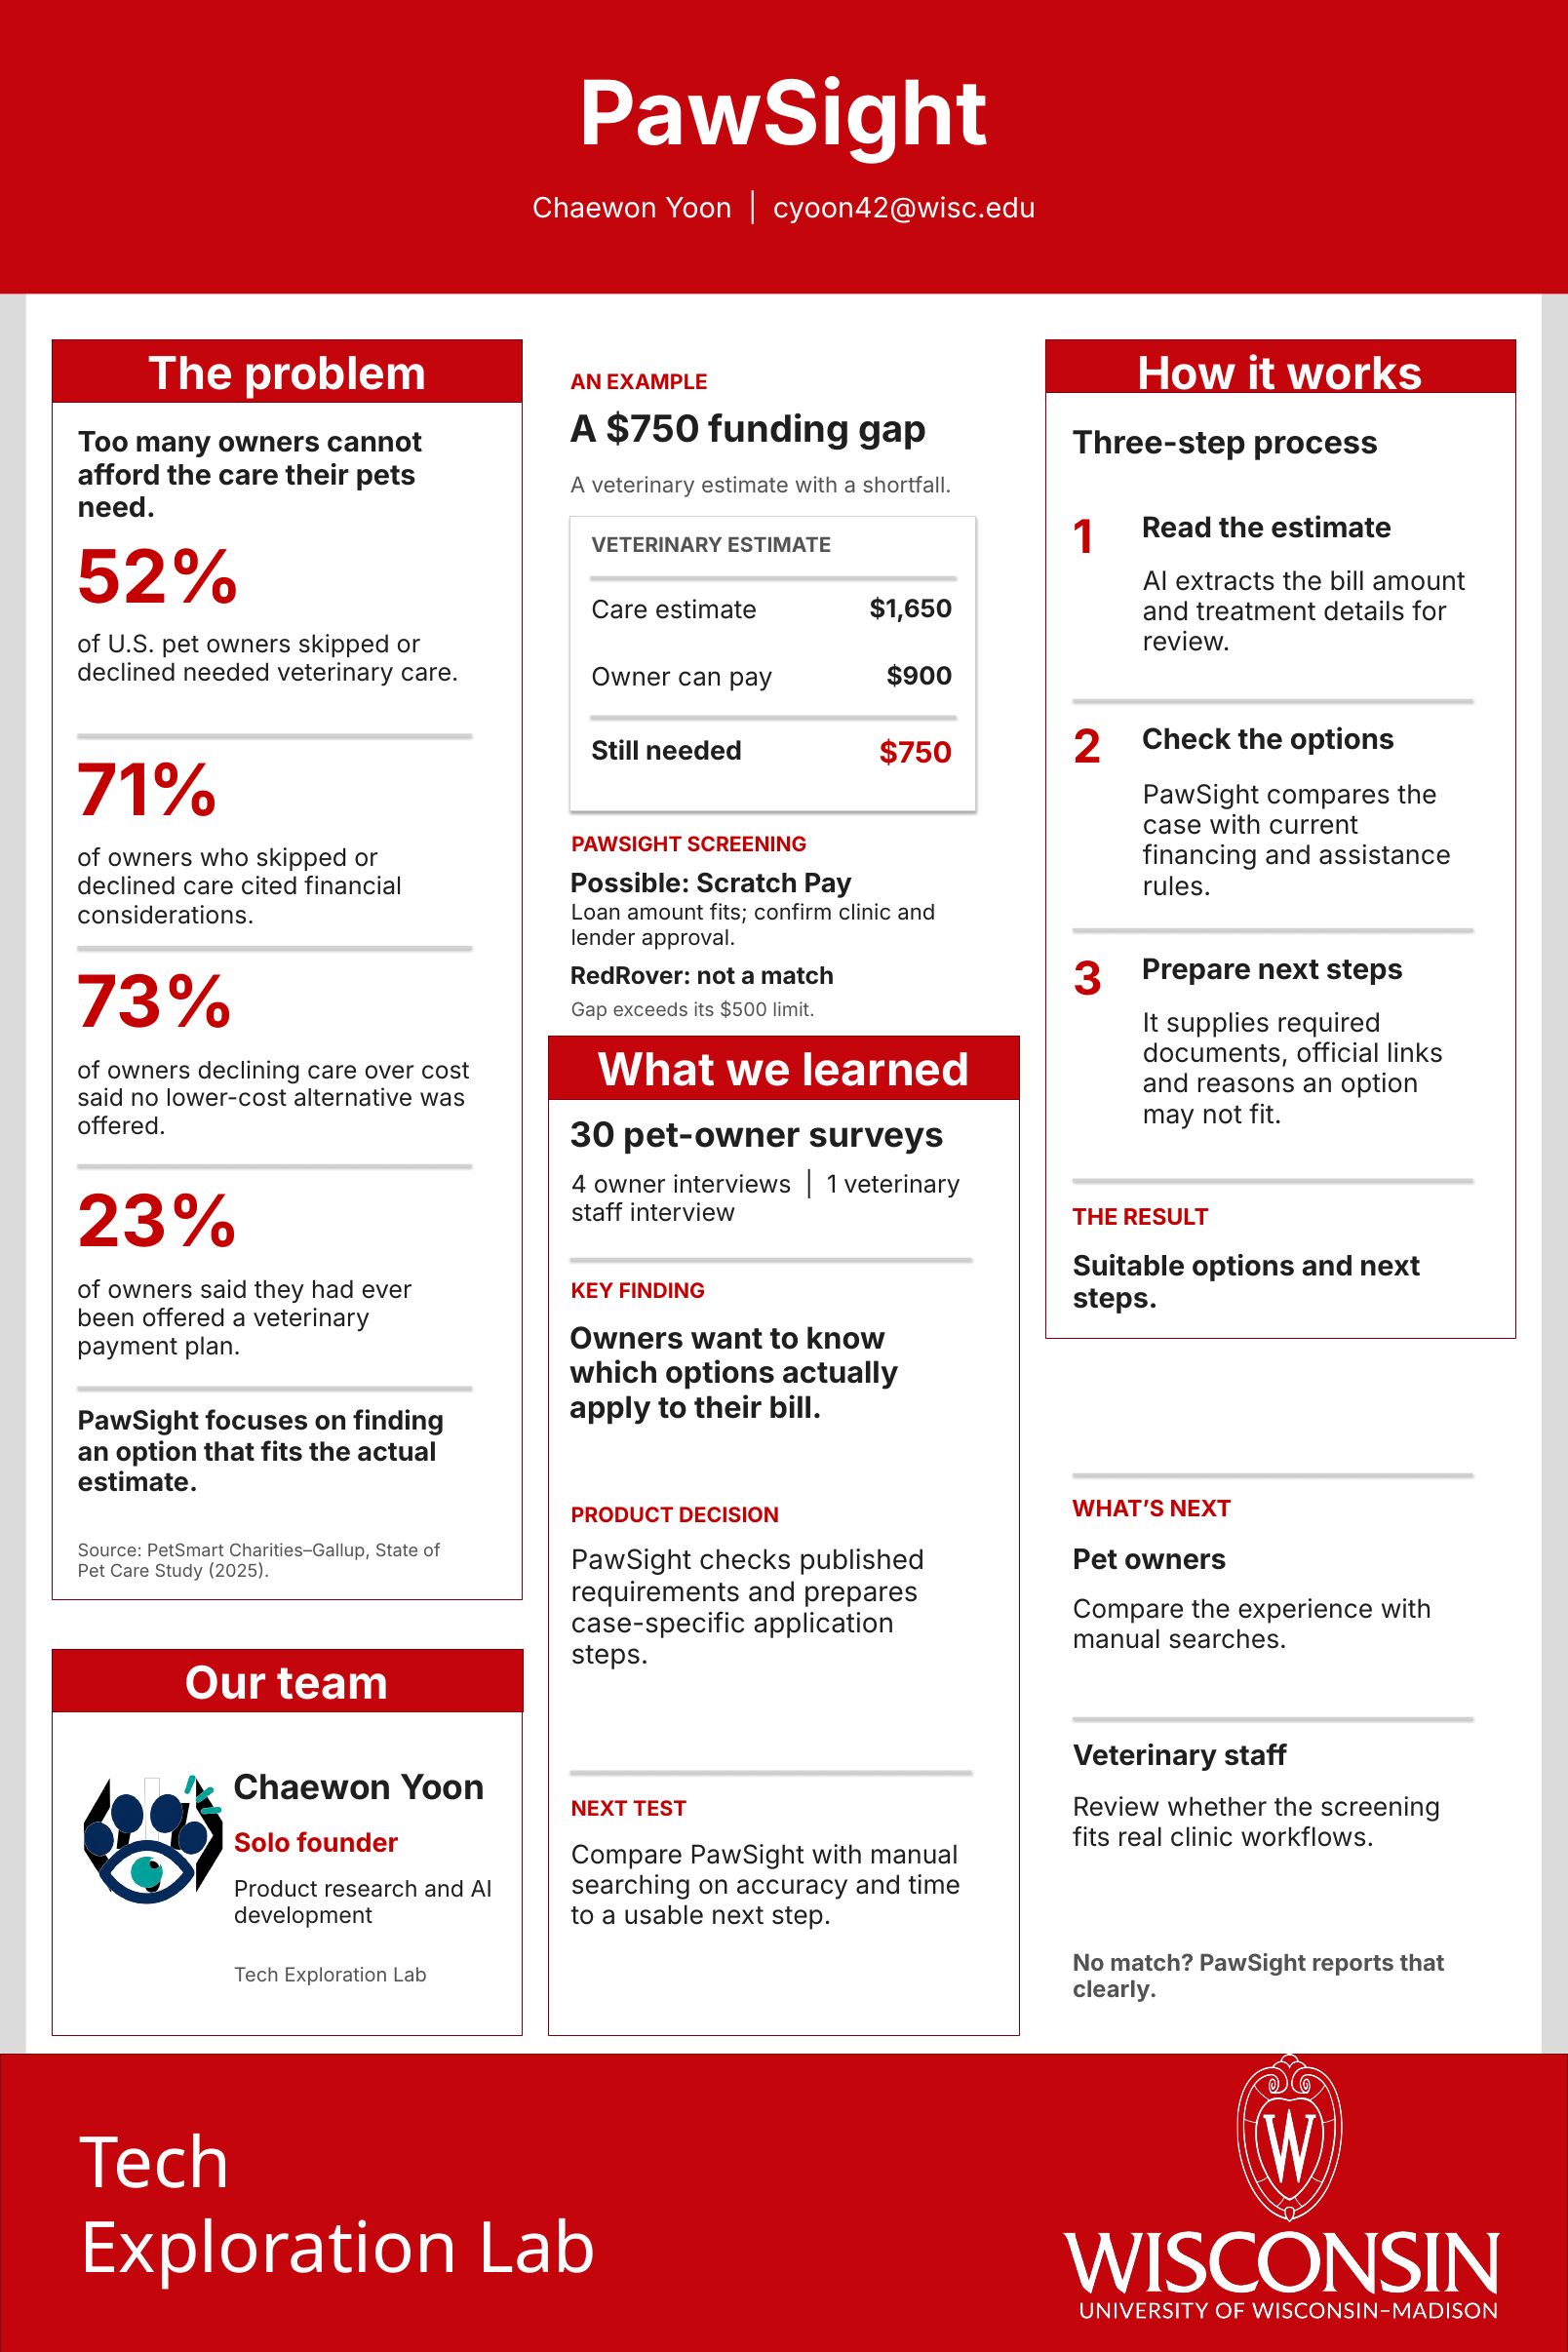 PawSight
Chaewon Yoon | cyoon42@wisc.edu
The problem
Too many owners cannot
afford the care their pets
need.
52%
of U.S. pet owners skipped or
declined needed veterinary care.
71%
of owners who skipped or
declined care cited financial
considerations.
73%
of owners declining care over cost
said no lower-cost alternative was
offered.
23%
of owners said they had ever
been offered a veterinary
payment plan.
PawSight focuses on finding
an option that fits the actual
estimate.
Source: PetSmart Charities–Gallup, State of
Pet Care Study (2025).
Our team
Chaewon Yoon
Solo founder
Product research and AI
development
Tech Exploration Lab
AN EXAMPLE
A $750 funding gap
A veterinary estimate with a shortfall.
VETERINARY ESTIMATE
Care estimate $1,650
Owner can pay $900
Still needed $750
PAWSIGHT SCREENING
Possible: Scratch Pay
Loan amount fits; confirm clinic and
lender approval.
RedRover: not a match
Gap exceeds its $500 limit.
What we learned
30 pet-owner surveys
4 owner interviews | 1 veterinary
staff interview
KEY FINDING
Owners want to know
which options actually
apply to their bill.
PRODUCT DECISION
PawSight checks published
requirements and prepares
case-specific application
steps.
NEXT TEST
Compare PawSight with manual
searching on accuracy and time
to a usable next step.
How it works
Three-step process
1 Read the estimate
AI extracts the bill amount
and treatment details for
review.
2 Check the options
PawSight compares the
case with current
financing and assistance
rules.
3 Prepare next steps
It supplies required
documents, official links
and reasons an option
may not fit.
THE RESULT
Suitable options and next
steps.
WHAT’S NEXT
Pet owners
Compare the experience with
manual searches.
Veterinary staff
Review whether the screening
fits real clinic workflows.
No match? PawSight reports that
clearly.
Tech
Exploration Lab
W
WISCONSIN
UNIVERSITY OF WISCONSIN–MADISON